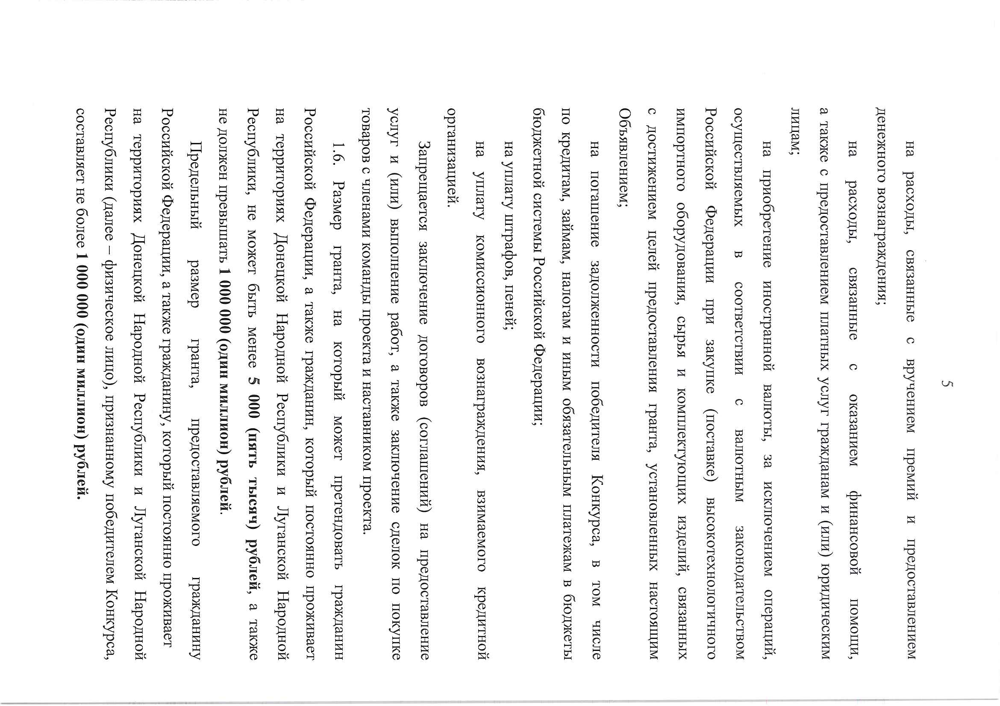 5
на расходы, связанные с вручением премий и предоставлением
денежного вознаграждения;
на расходы, связанные с оказанием финансовой помощи,
а также с предоставлением платных услуг гражданам и (или) юридическим
лицам;
на приобретение иностранной валюты, за исключением операций,
осуществляемых в соответствии с валютным законодательством
Российской Федерации при закупке (поставке) высокотехнологичного
импортного оборудования, сырья и комплектующих изделий, связанных
с достижением целей предоставления гранта, установленных настоящим
Объявлением;
на погашение задолженности победителя Конкурса, в том числе
по кредитам, займам, налогам и иным обязательным платежам в бюджеты
бюджетной системы Российской Федерации;
на уплату штрафов, пеней;
на уплату комиссионного вознаграждения, взимаемого кредитной
организацией.
Запрещается заключение договоров (соглашений) на предоставление
услуг и (или) выполнение работ, а также заключение сделок по покупке
товаров с членами команды проекта и наставником проекта.
1.6. Размер гранта, на который может претендовать гражданин
Российской Федерации, а также гражданин, который постоянно проживает
на территориях Донецкой Народной Республики и Луганской Народной
Республики, не может быть менее 5 000 (пять тысяч) рублей, а также
не должен превышать 1 000 000 (один миллион) рублей.
Предельный размер гранта, предоставляемого гражданину
Российской Федерации, а также гражданину, который постоянно проживает
на территориях Донецкой Народной Республики и Луганской Народной
Республики (далее – физическое лицо), признанному победителем Конкурса,
составляет не более 1 000 000 (один миллион) рублей.